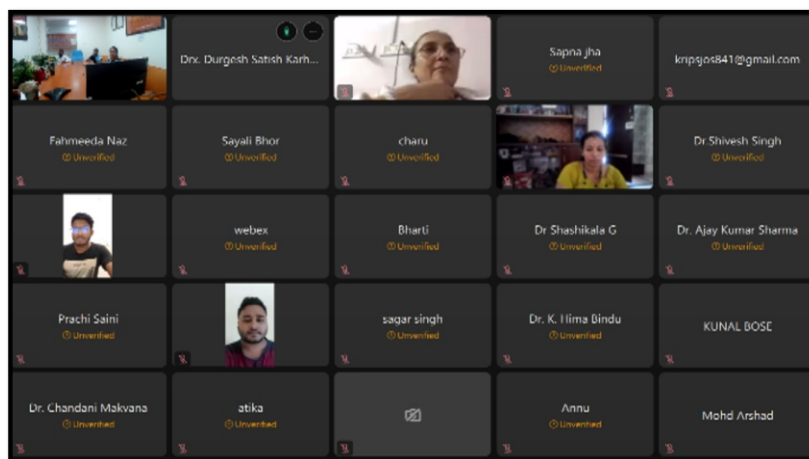 Drx. Durgesh Satish Karh...
Sapna jha
Unverified
kripsjos841@gmail.com
Fahmeeda Naz
Unverified
Sayali Bhor
Unverified
charu
Unverified
Dr.Shivesh Singh
Unverified
webex
Unverified
Bharti
Unverified
Dr Shashikala G
Unverified
Dr. Ajay Kumar Sharma
Unverified
Prachi Saini
Unverified
sagar singh
Unverified
Dr. K. Hima Bindu
Unverified
KUNAL BOSE
Dr. Chandani Makvana
Unverified
atika
Unverified
Annu
Unverified
Mohd Arshad